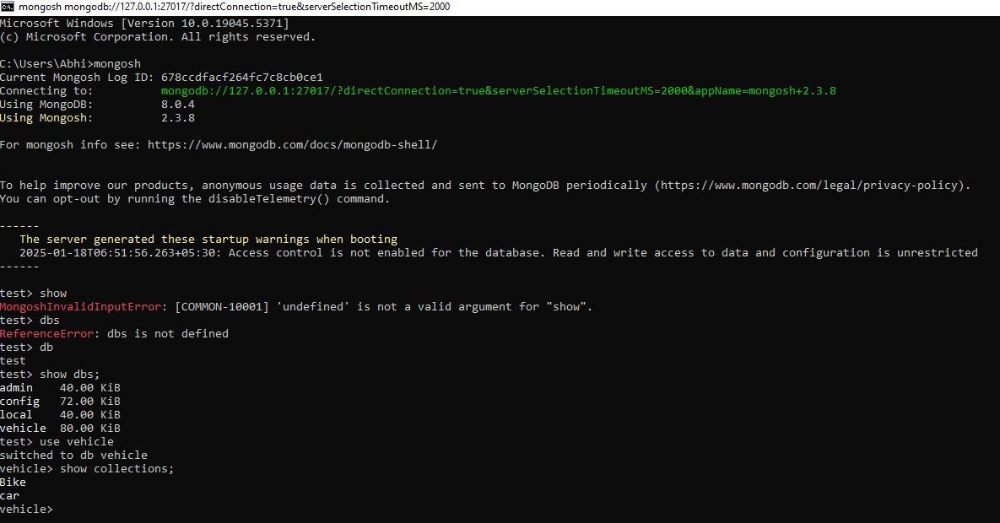 mongosh mongodb://127.0.0.1:27017/?directConnection=true&serverSelectionTimeoutMS=2000
Microsoft Windows [Version 10.0.19045.5371]
(c) Microsoft Corporation. All rights reserved.
C:\Users\Abhi>mongosh
Current Mongosh Log ID: 678ccdfacf264fc7c8cb0ce1
Connecting to: mongodb://127.0.0.1:27017/?directConnection=true&serverSelectionTimeoutMS=2000&appName=mongosh+2.3.8
Using MongoDB: 8.0.4
Using Mongosh: 2.3.8
For mongosh info see: https://www.mongodb.com/docs/mongodb-shell/
To help improve our products, anonymous usage data is collected and sent to MongoDB periodically (https://www.mongodb.com/legal/privacy-policy).
You can opt-out by running the disableTelemetry() command.
------
The server generated these startup warnings when booting
2025-01-18T06:51:56.263+05:30: Access control is not enabled for the database. Read and write access to data and configuration is unrestricted
------
test> show
MongoshInvalidInputError: [COMMON-10001] 'undefined' is not a valid argument for "show".
test> dbs
ReferenceError: dbs is not defined
test> db
test
test> show dbs;
admin 40.00 KiB
config 72.00 KiB
local 40.00 KiB
vehicle 80.00 KiB
test> use vehicle
switched to db vehicle
vehicle> show collections;
Bike
car
vehicle>